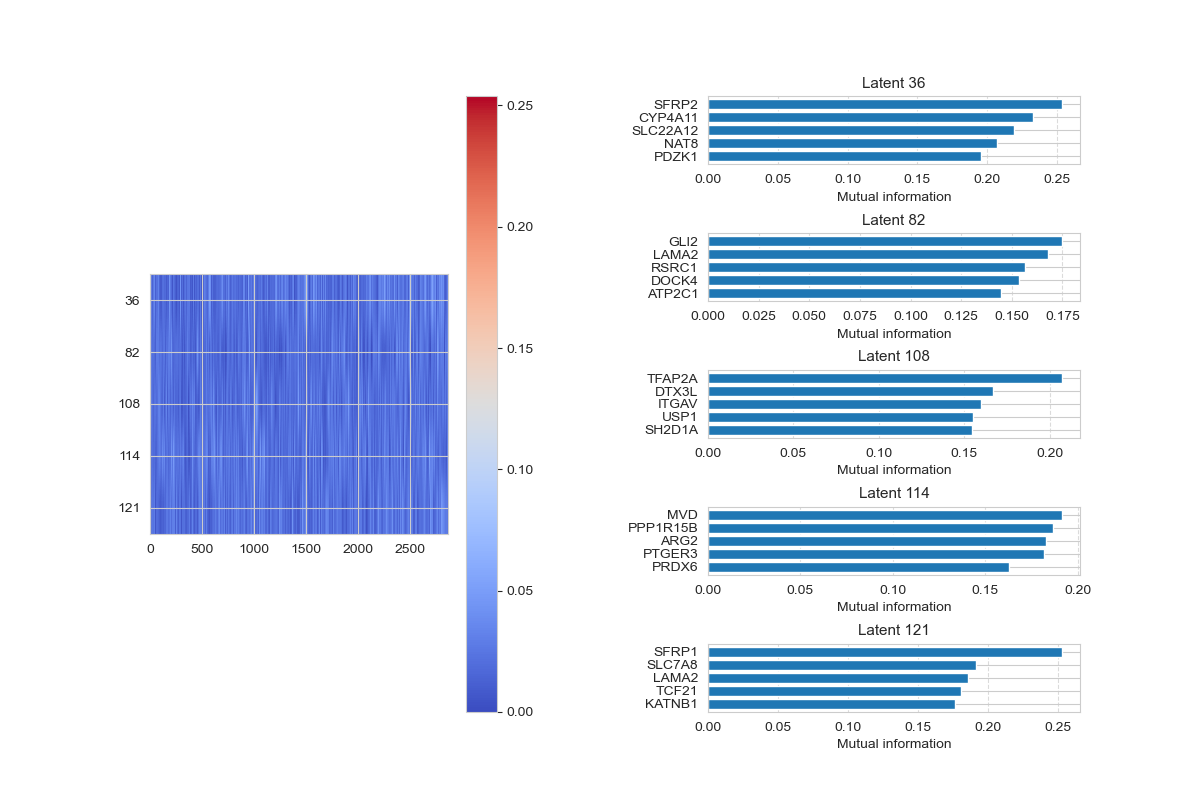 36
82
108
114
121
0 500 1000 1500 2000 2500
0.25
0.20
0.15
0.10
0.05
0.00
Latent 36
SFRP2
CYP4A11
SLC22A12
NAT8
PDZK1
0.00 0.05 0.10 0.15 0.20 0.25
Mutual information
Latent 82
GLI2
LAMA2
RSRC1
DOCK4
ATP2C1
0.000 0.025 0.050 0.075 0.100 0.125 0.150 0.175
Mutual information
Latent 108
TFAP2A
DTX3L
ITGAV
USP1
SH2D1A
0.00 0.05 0.10 0.15 0.20
Mutual information
Latent 114
MVD
PPP1R15B
ARG2
PTGER3
PRDX6
0.00 0.05 0.10 0.15 0.20
Mutual information
Latent 121
SFRP1
SLC7A8
LAMA2
TCF21
KATNB1
0.00 0.05 0.10 0.15 0.20 0.25
Mutual information